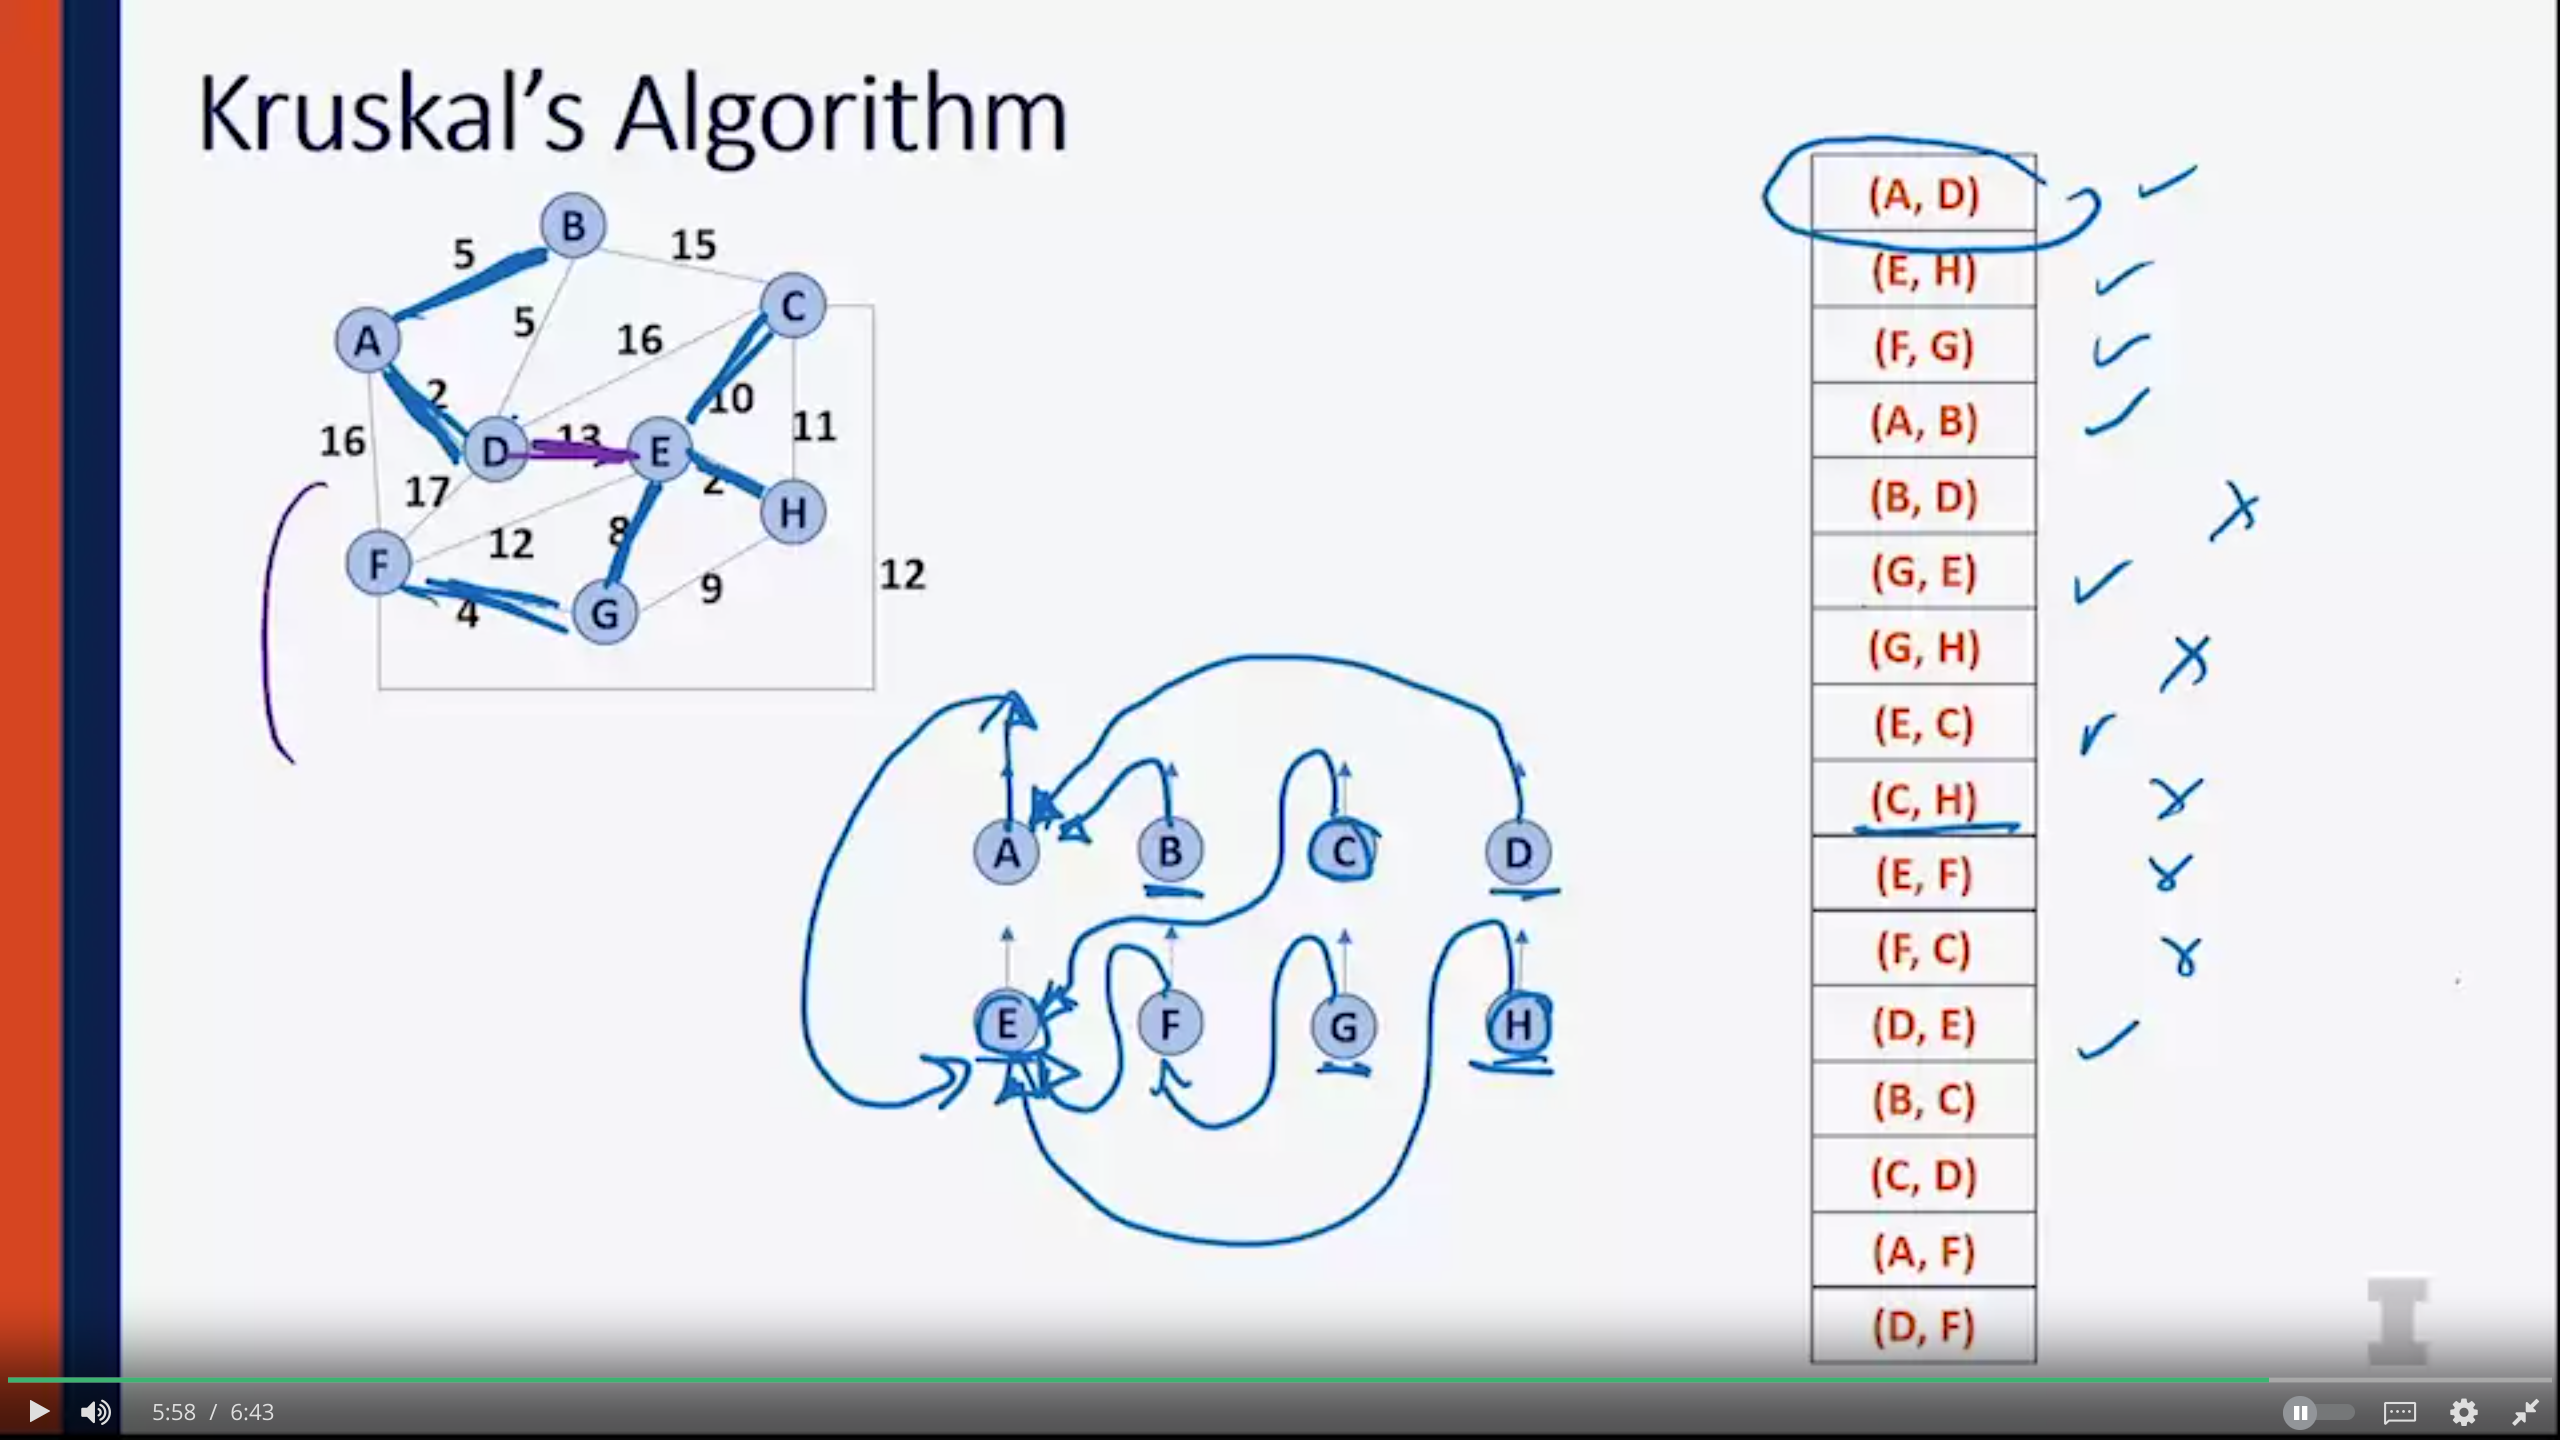 Kruskal's Algorithm
B
5
15
C
A
5
16
2
10
11
16
D
13
E
17
2
H
12
8
F
12
9
4
G
A
B
C
D
E
F
G
H
(A, D)
(E, H)
(F, G)
(A, B)
(B, D)
(G, E)
(G, H)
(E, C)
(C, H)
(E, F)
(F, C)
(D, E)
(B, C)
(C, D)
(A, F)
(D, F)
I
5:58 / 6:43